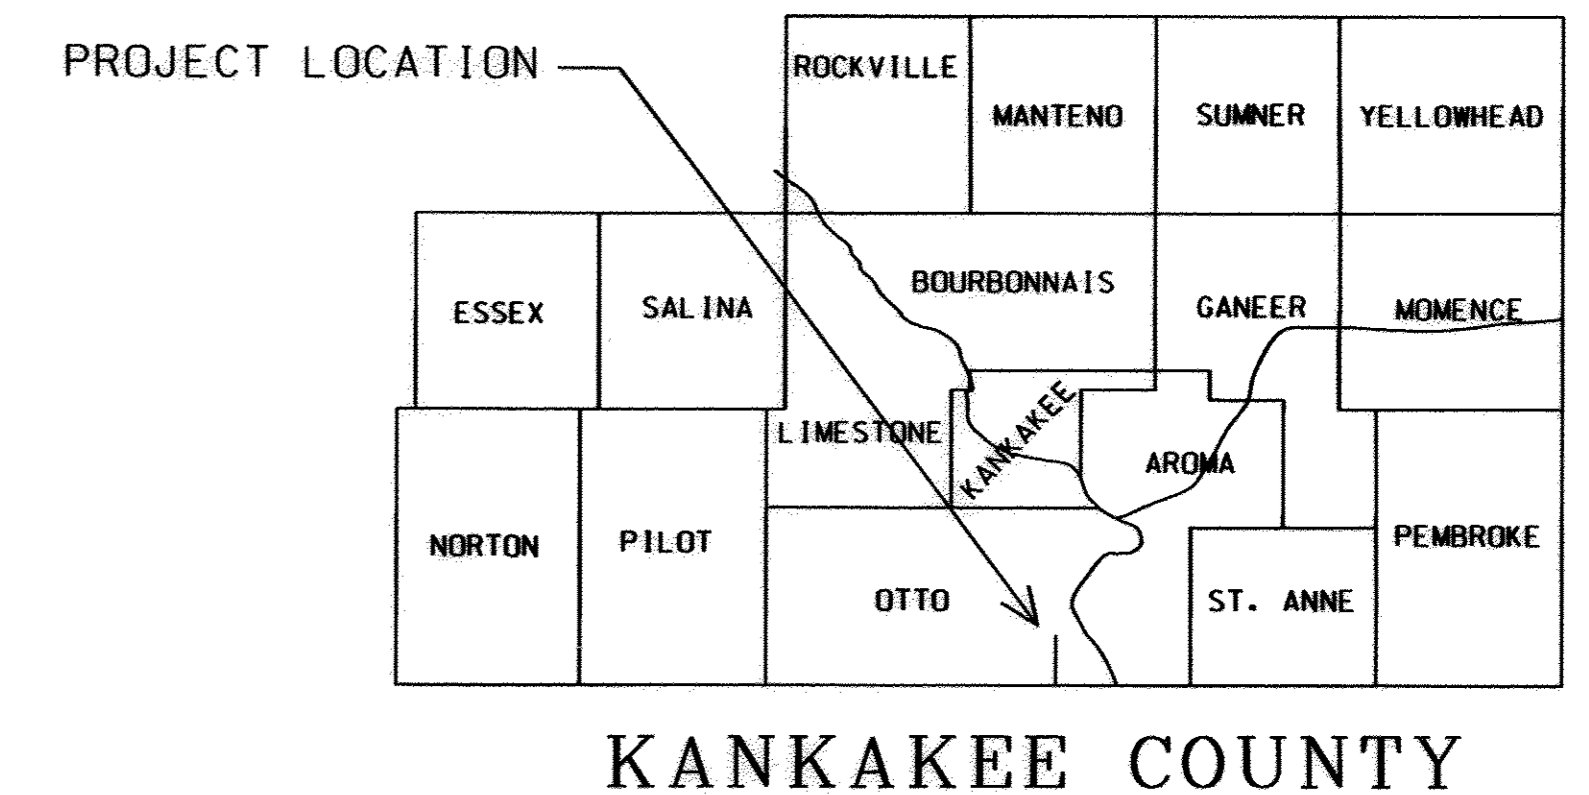 PROJECT LOCATION
ROCKVILLE
MANTENO
SUMNER
YELLOWHEAD
ESSEX
SALINA
BOURBONNAIS
GANEER
MOMENCE
LIMESTONE
KANKAKEE
AROMA
NORTON
PILOT
PEMBROKE
OTTO
ST. ANNE
KANKAKEE COUNTY